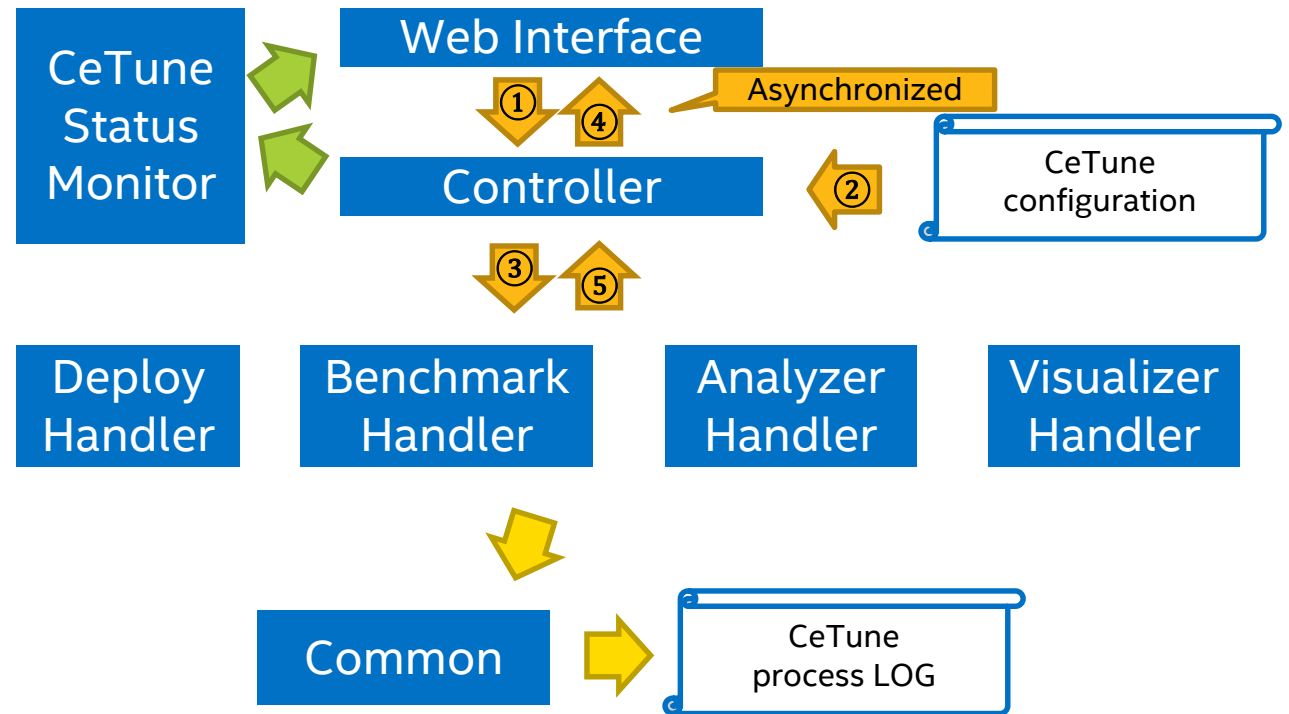 CeTune
Status
Monitor
Web Interface
①
④
Asynchronized
Controller
②
CeTune
configuration
③
⑤
Deploy
Handler
Benchmark
Handler
Analyzer
Handler
Visualizer
Handler
Common
CeTune
process LOG